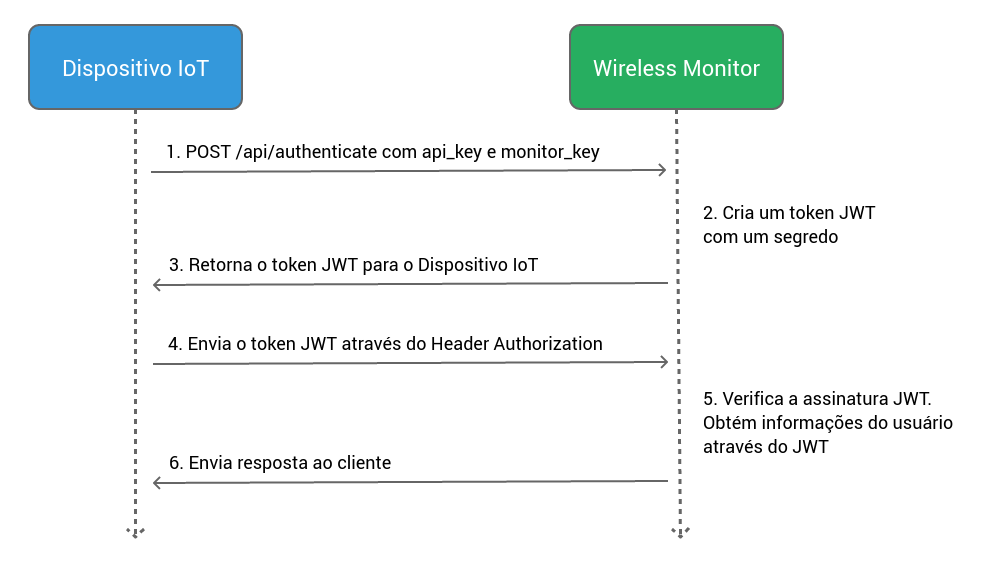 Dispositivo IoT
Wireless Monitor
1. POST /api/authenticate com api_key e monitor_key
2. Cria um token JWT
com um segredo
3. Retorna o token JWT para o Dispositivo IoT
4. Envia o token JWT através do Header Authorization
5. Verifica a assinatura JWT.
Obtém informações do usuário
através do JWT
6. Envia resposta ao cliente